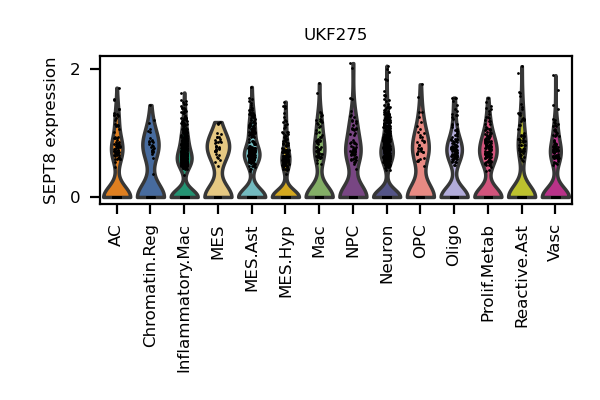 UKF275
SEPT8 expression
2
0
AC
Chromatin.Reg
Inflammatory.Mac
MES
MES.Ast
MES.Hyp
Mac
NPC
Neuron
OPC
Oligo
Prolif.Metab
Reactive.Ast
Vasc